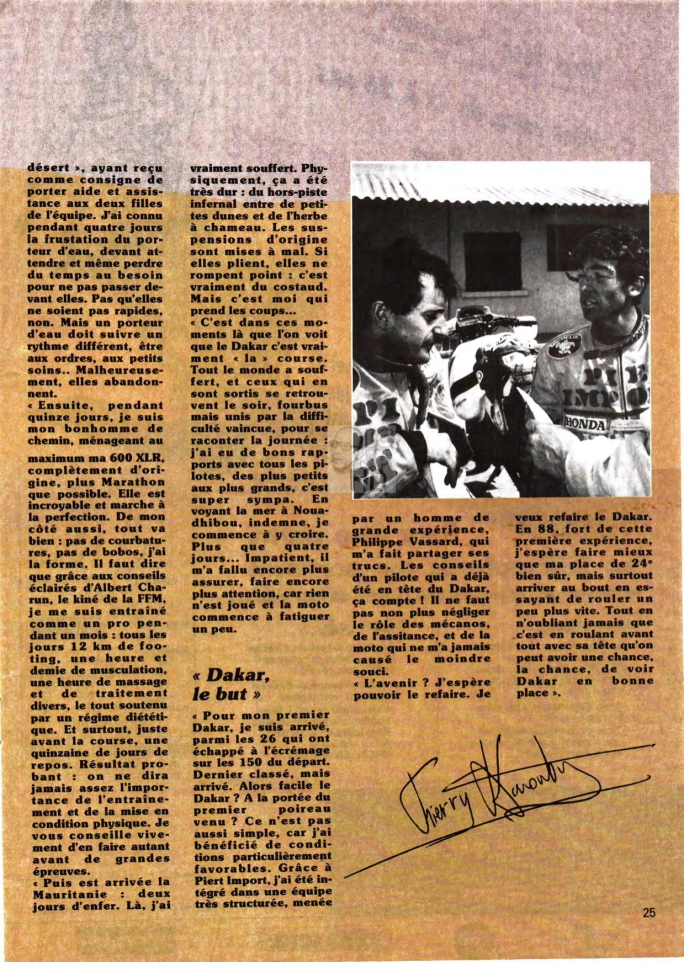 désert », ayant reçu
comme consigne de
porter aide et assis-
tance aux deux filles
de l'équipe. J'ai connu
pendant quatre jours
la frustation du por-
teur d'eau, devant at-
tendre et même perdre
du temps au besoin
pour ne pas passer de-
vant elles. Pas qu'elles
ne soient pas rapides,
non. Mais un porteur
d'eau doit suivre un
rythme différent, être
aux ordres, aux petits
soins.. Malheureuse-
ment, elles abandon-
nent.
« Ensuite, pendant
quinze jours, je suis
mon bonhomme de
chemin, ménageant au
maximum ma 600 XLR,
complètement d'ori-
gine, plus Marathon
que possible. Elle est
incroyable et marche à
la perfection. De mon
côté aussi, tout va
bien : pas de courbatu-
res, pas de bobos, j'ai
la forme. Il faut dire
que grâce aux conseils
éclairés d'Albert Cha-
run, le kiné de la FFM,
je me suis entraîné
comme un pro pen-
dant un mois : tous les
jours 12 km de foo-
ting, une heure et
demie de musculation,
une heure de massage
et de traitement
divers, le tout soutenu
par un régime diététi-
que. Et surtout, juste
avant la course, une
quinzaine de jours de
repos. Résultat pro-
bant : on ne dira
jamais assez l'impor-
tance de l'entraîne-
ment et de la mise en
condition physique. Je
vous conseille vive-
ment d'en faire autant
avant de grandes
épreuves.
« Puis est arrivée la
Mauritanie : deux
jours d'enfer. Là, j'ai
vraiment souffert. Phy-
siquement, ça a été
très dur : du hors-piste
infernal entre de peti-
tes dunes et de l'herbe
à chameau. Les sus-
pensions d'origine
sont mises à mal. Si
elles plient, elles ne
rompent point : c'est
vraiment du costaud.
Mais c'est moi qui
prend les coups...
« C'est dans ces mo-
ments là que l'on voit
que le Dakar c'est vrai-
ment « la » course.
Tout le monde a souf-
fert, et ceux qui en
sont sortis se retrou-
vent le soir, fourbus
mais unis par la diffi-
culté vaincue, pour se
raconter la journée :
j'ai eu de bons rap-
ports avec tous les pi-
lotes, des plus petits
aux plus grands, c'est
super sympa. En
voyant la mer à Noua-
dhibou, indemne, je
commence à y croire.
Plus que quatre
jours... Impatient, il
m'a fallu encore plus
assurer, faire encore
plus attention, car rien
n'est joué et la moto
commence à fatiguer
un peu.
« Dakar,
le but »
« Pour mon premier
Dakar, je suis arrivé,
parmi les 26 qui ont
échappé à l'écrémage
sur les 150 du départ.
Dernier classé, mais
arrivé. Alors facile le
Dakar ? A la portée du
premier poireau
venu ? Ce n'est pas
aussi simple, car j'ai
bénéficié de condi-
tions particulièrement
favorables. Grâce à
Piert Import, j'ai été in-
tégré dans une équipe
très structurée, menée
HONDA
par un homme de
grande expérience,
Philippe Vassard, qui
m'a fait partager ses
trucs. Les conseils
d'un pilote qui a déjà
été en tête du Dakar,
ça compte ! Il ne faut
pas non plus négliger
le rôle des mécanos,
de l'assitance, et de la
moto qui ne m'a jamais
causé le moindre
souci.
« L'avenir ? J'espère
pouvoir le refaire. Je
veux refaire le Dakar.
En 88, fort de cette
première expérience,
j'espère faire mieux
que ma place de 24e
bien sûr, mais surtout
arriver au bout en es-
sayant de rouler un
peu plus vite. Tout en
n'oubliant jamais que
c'est en roulant avant
tout avec sa tête qu'on
peut avoir une chance,
la chance, de voir
Dakar en bonne
place ».
Thierry
25